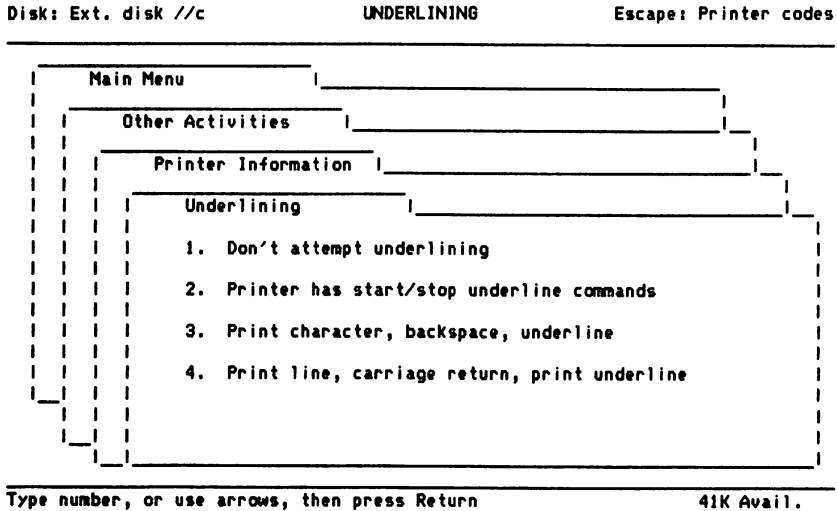 Disk: Ext. disk //c UNDERLINING Escape: Printer codes
Main Menu
Other Activities
Printer Information
Underlining
1. Don't attempt underlining
2. Printer has start/stop underline commands
3. Print character, backspace, underline
4. Print line, carriage return, print underline
Type number, or use arrows, then press Return 41K Avail.